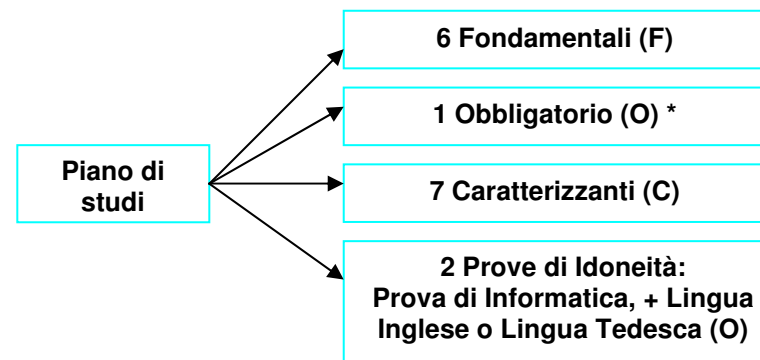 6 Fondamentali (F)
1 Obbligatorio (O) *
Piano di
studi
7 Caratterizzanti (C)
2 Prove di Idoneità:
Prova di Informatica, + Lingua
Inglese o Lingua Tedesca (O)